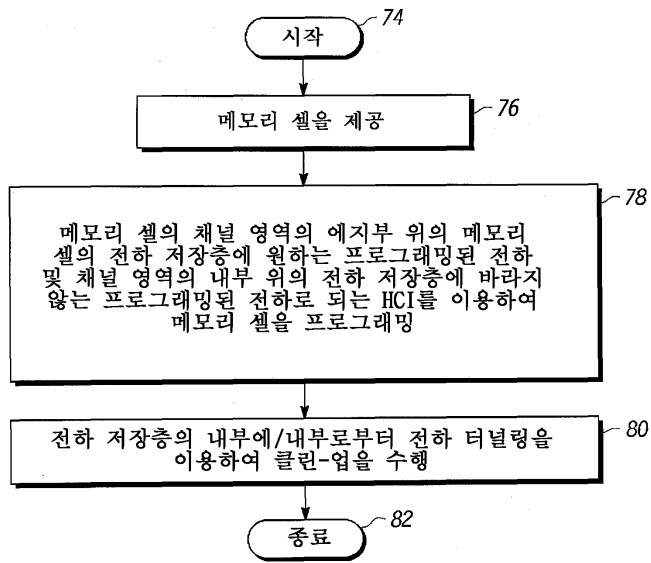 시작
74
메모리 셀을 제공
76
78
메모리 셀의 채널 영역의 에지부 위의 메모리
셀의 전하 저장층에 원하는 프로그래밍된 전하
및 채널 영역의 내부 위의 전하 저장층에 바라지
않는 프로그래밍된 전하로 되는 HCI를 이용하여
메모리 셀을 프로그래밍
80
전하 저장층의 내부에/내부로부터 전하 터널링을
이용하여 클린-업을 수행
82
종료